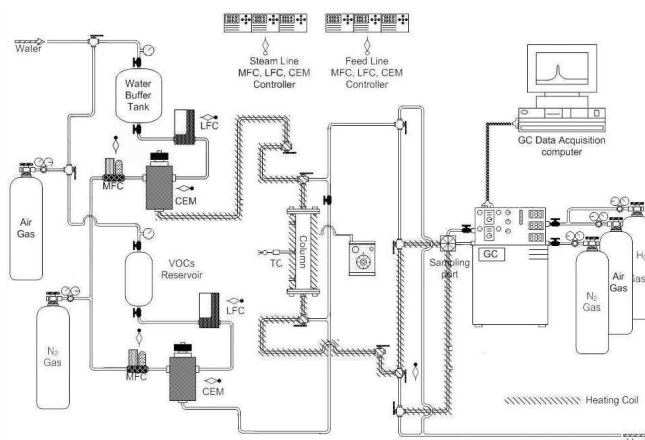 Water
Water
Buffer
Tank
LFC
Steam Line
MFC, LFC, CEM
Controller
Feed Line
MFC, LFC, CEM
Controller
GC Data Acquisition
computer
MFC
CEM
Air
Gas
VOCs
Reservoir
TC
Column
Sampling
port
GC
N₂
Gas
Air
Gas
H₂
LFC
N₂
Gas
MFC
CEM
Heating Coil